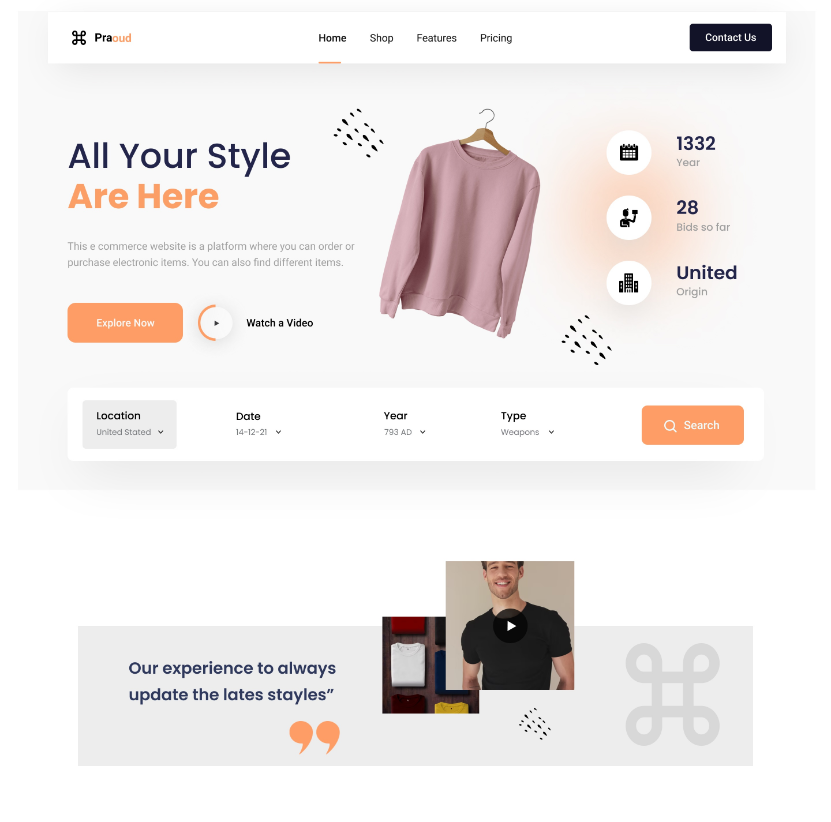 Praoud
Home Shop Features Pricing
Contact Us
All Your Style
Are Here
This e commerce website is a platform where you can order or
purchase electronic items. You can also find different items.
Explore Now
Watch a Video
1332
Year
28
Bids so far
United
Origin
Location
United Stated
Date
14-12-21
Year
793 AD
Type
Weapons
Search
Our experience to always
update the lates stayles”